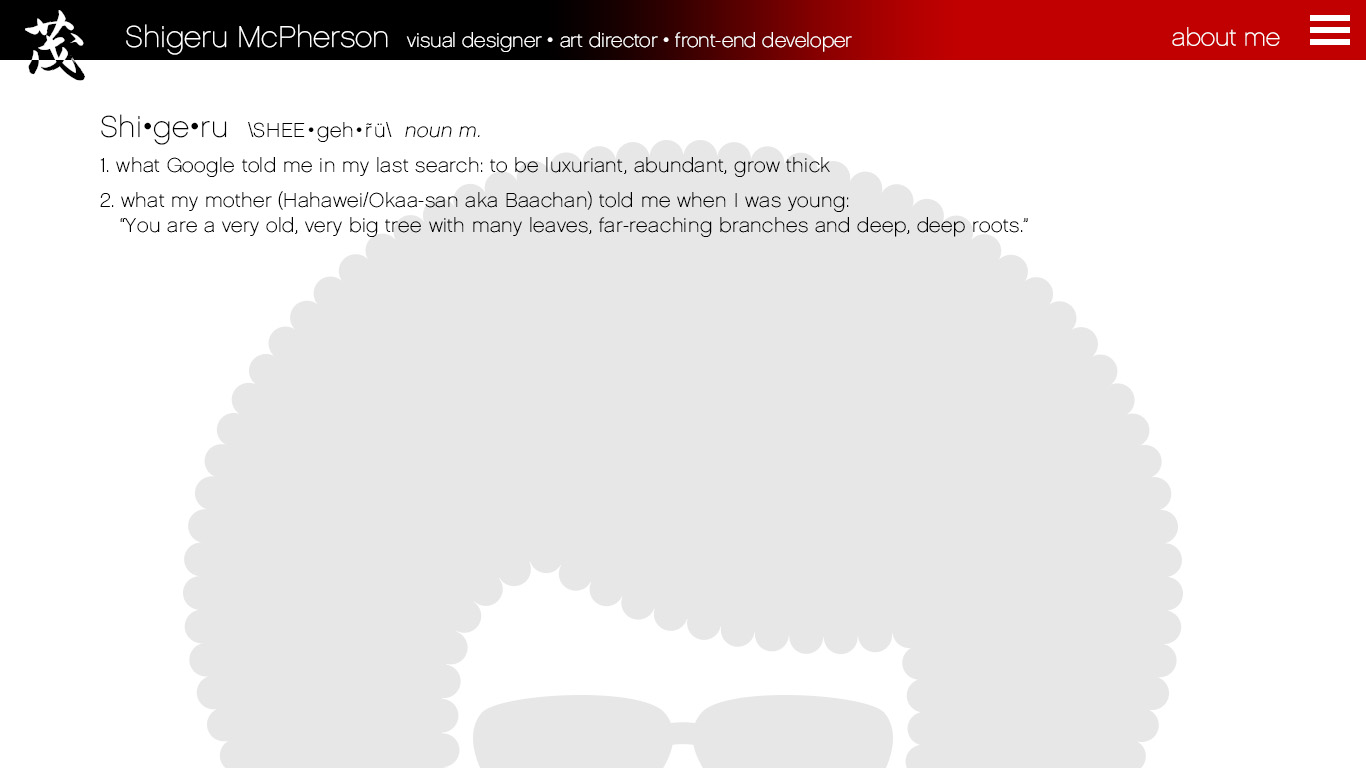 茂
Shigeru McPherson visual designer • art director • front-end developer
about me
Shi•ge•ru \SHEE•geh•r̃ü\ noun m.
1. what Google told me in my last search: to be luxuriant, abundant, grow thick
2. what my mother (Hahawei/Okaa-san aka Baachan) told me when I was young:
“You are a very old, very big tree with many leaves, far-reaching branches and deep, deep roots.”